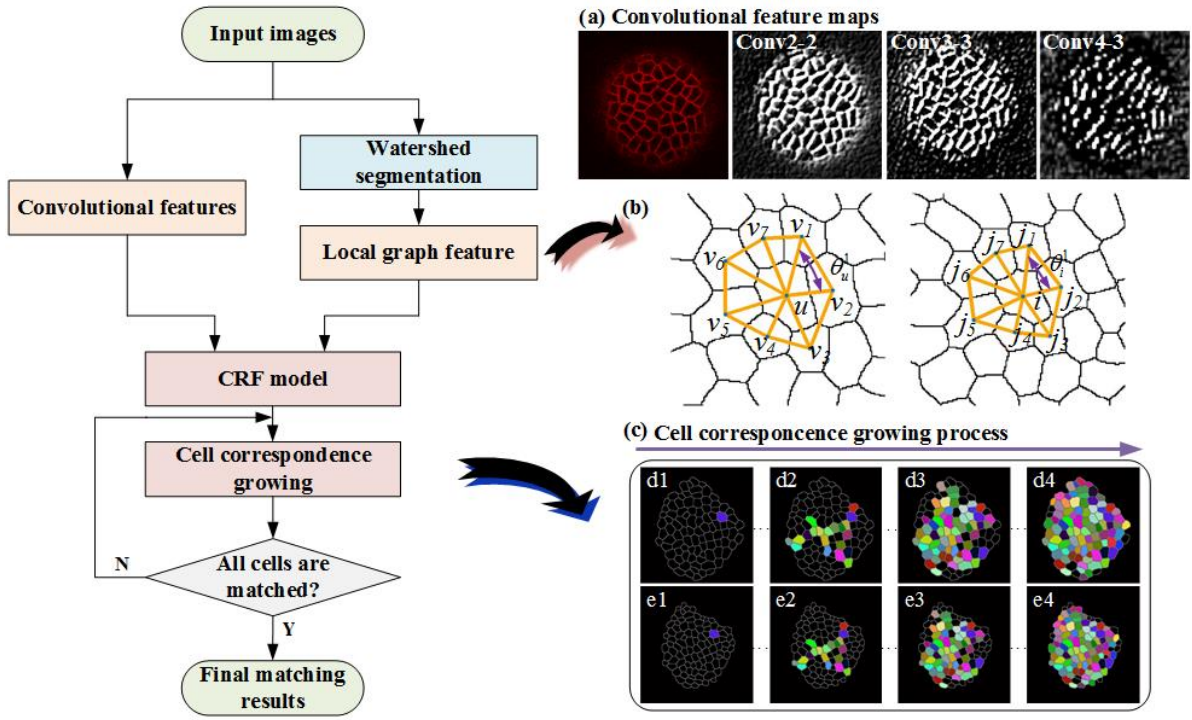 Input images
Watershed
segmentation
Convolutional features
Local graph feature
CRF model
Cell correspondence
growing
All cells are
matched?
N
Y
Final matching
results
(a) Convolutional feature maps
Conv2-2
Conv3-3
Conv4-3
(b)
v7 v1
v6
θu1
v2
u
v5
v4
v3
j7 j1
j6
θi1
j2
i
j5
j4
j3
(c) Cell corresponcence growing process
d1 d2 d3 d4
e1 e2 e3 e4